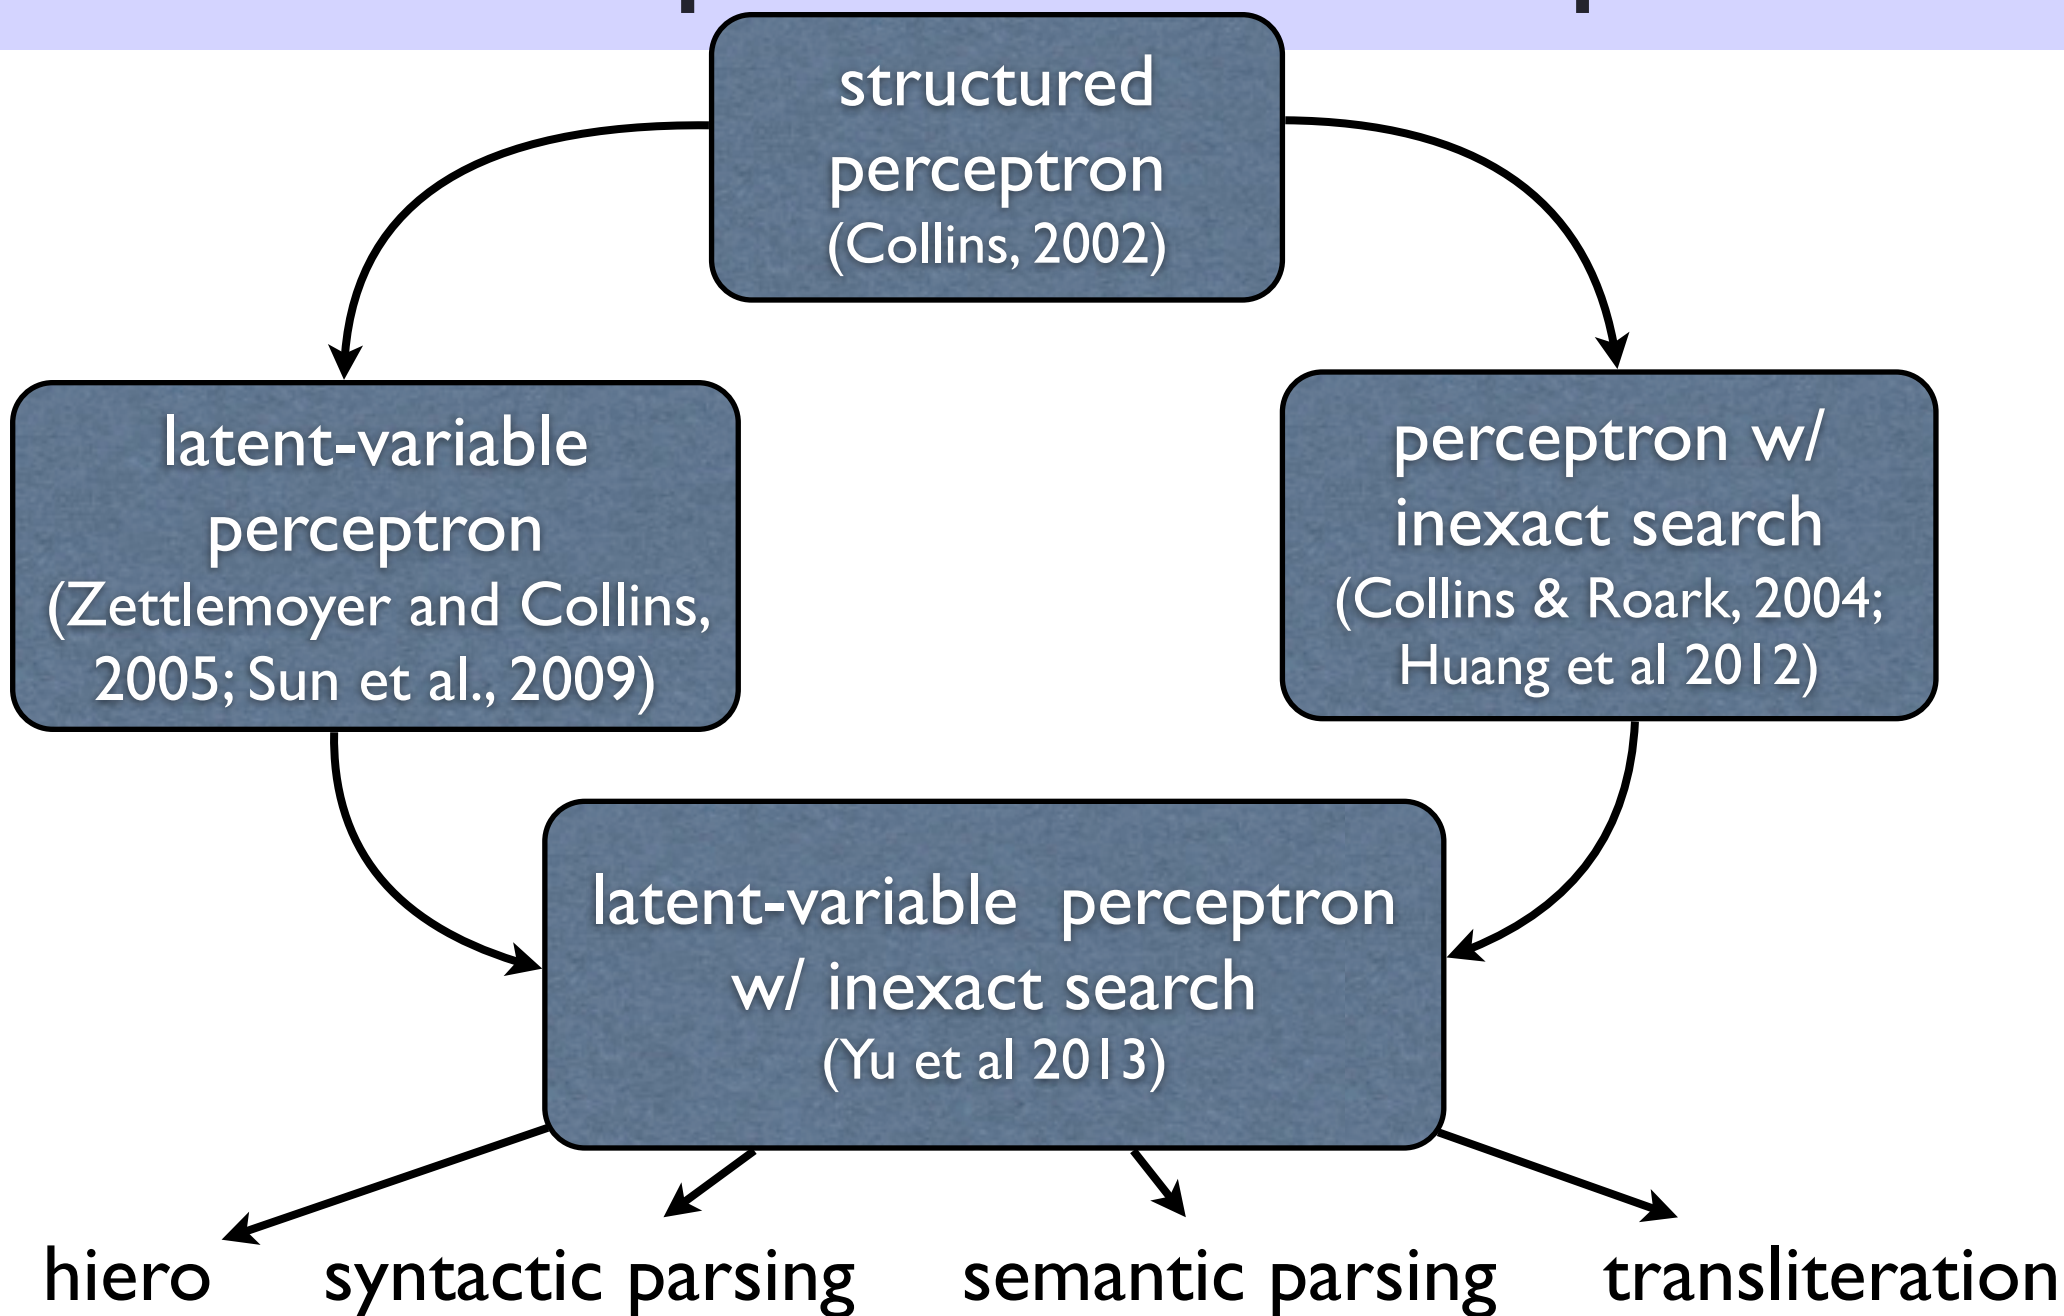 structured
perceptron
(Collins, 2002)
latent-variable
perceptron
(Zettlemoyer and Collins,
2005; Sun et al., 2009)
perceptron w/
inexact search
(Collins & Roark, 2004;
Huang et al 2012)
latent-variable perceptron
w/ inexact search
(Yu et al 2013)
hiero
syntactic parsing
semantic parsing
transliteration